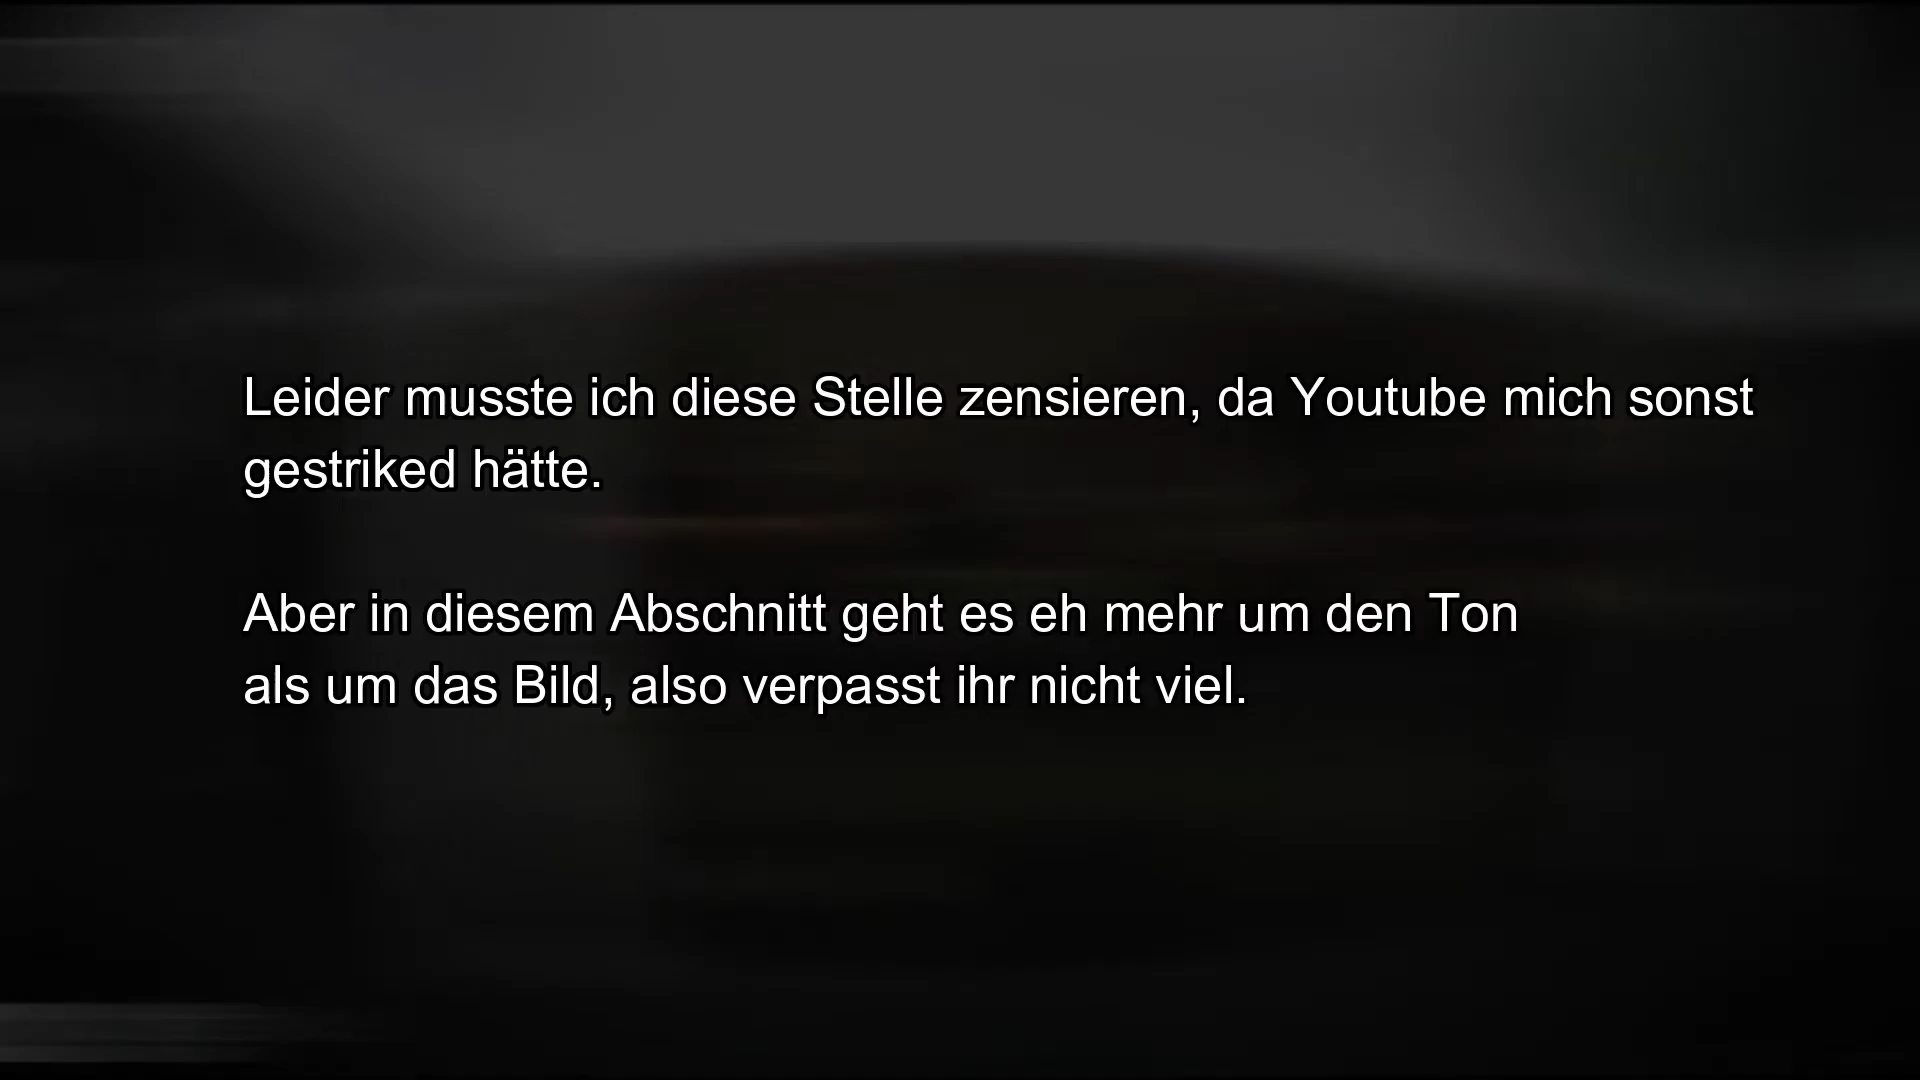 Leider musste ich diese Stelle zensieren, da Youtube mich sonst
gestriked hätte.
Aber in diesem Abschnitt geht es eh mehr um den Ton
als um das Bild, also verpasst ihr nicht viel.